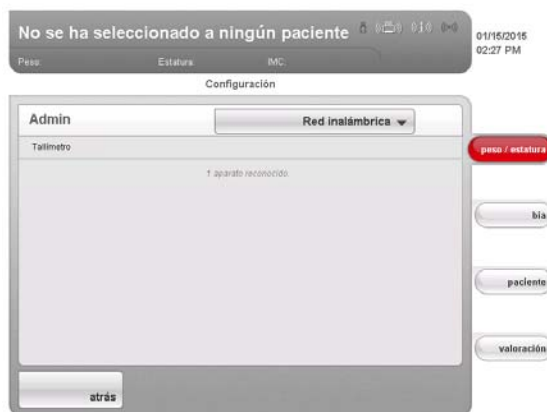 No se ha seleccionado a ningún paciente
01/15/2015
02:27 PM
Peso: Estatura: IMC:
Configuración
Admin Red inalámbrica
Tallímetro
1 aparato reconocido.
peso / estatura
bia
paciente
valoración
atrás